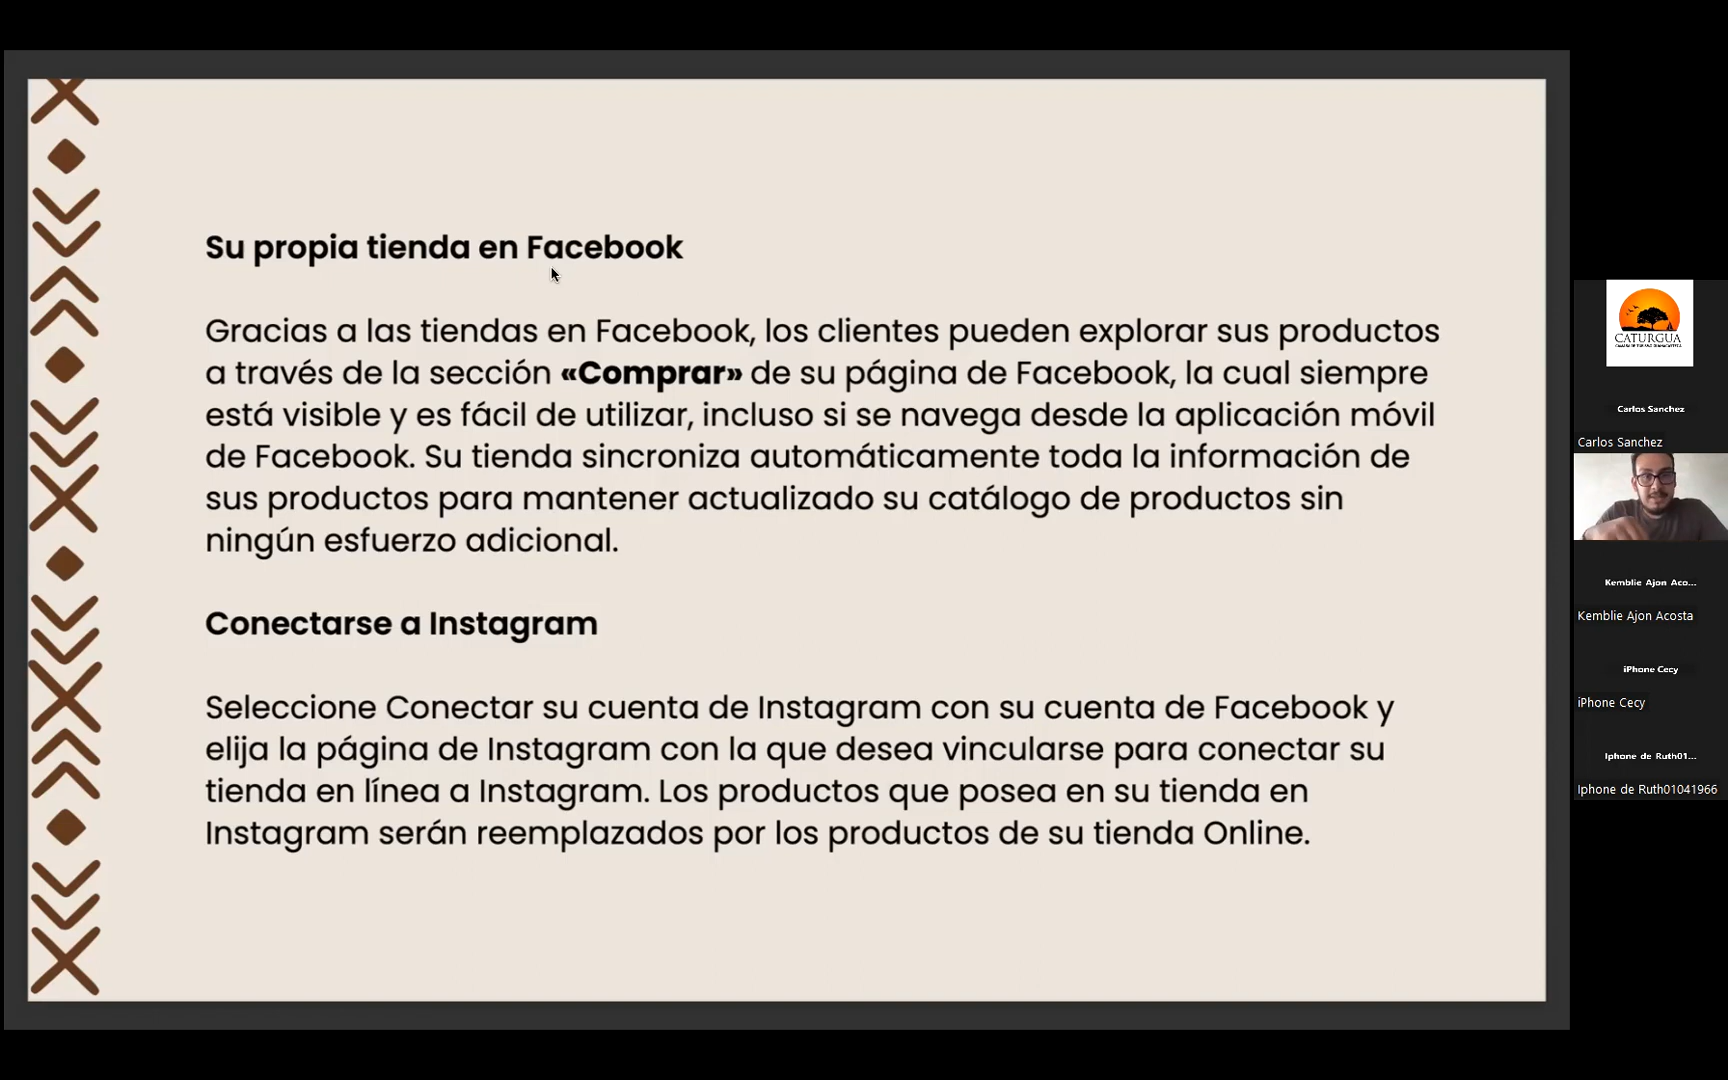 Su propia tienda en Facebook
Gracias a las tiendas en Facebook, los clientes pueden explorar sus productos
a través de la sección «Comprar» de su página de Facebook, la cual siempre
está visible y es fácil de utilizar, incluso si se navega desde la aplicación móvil
de Facebook. Su tienda sincroniza automáticamente toda la información de
sus productos para mantener actualizado su catálogo de productos sin
ningún esfuerzo adicional.
Conectarse a Instagram
Seleccione Conectar su cuenta de Instagram con su cuenta de Facebook y
elija la página de Instagram con la que desea vincularse para conectar su
tienda en línea a Instagram. Los productos que posea en su tienda en
Instagram serán reemplazados por los productos de su tienda Online.
CATURGUA
Carlos Sanchez
Carlos Sanchez
Kemblie Ajon Aco...
Kemblie Ajon Acosta
iPhone Cecy
iPhone Cecy
Iphone de Ruth01...
Iphone de Ruth01041966